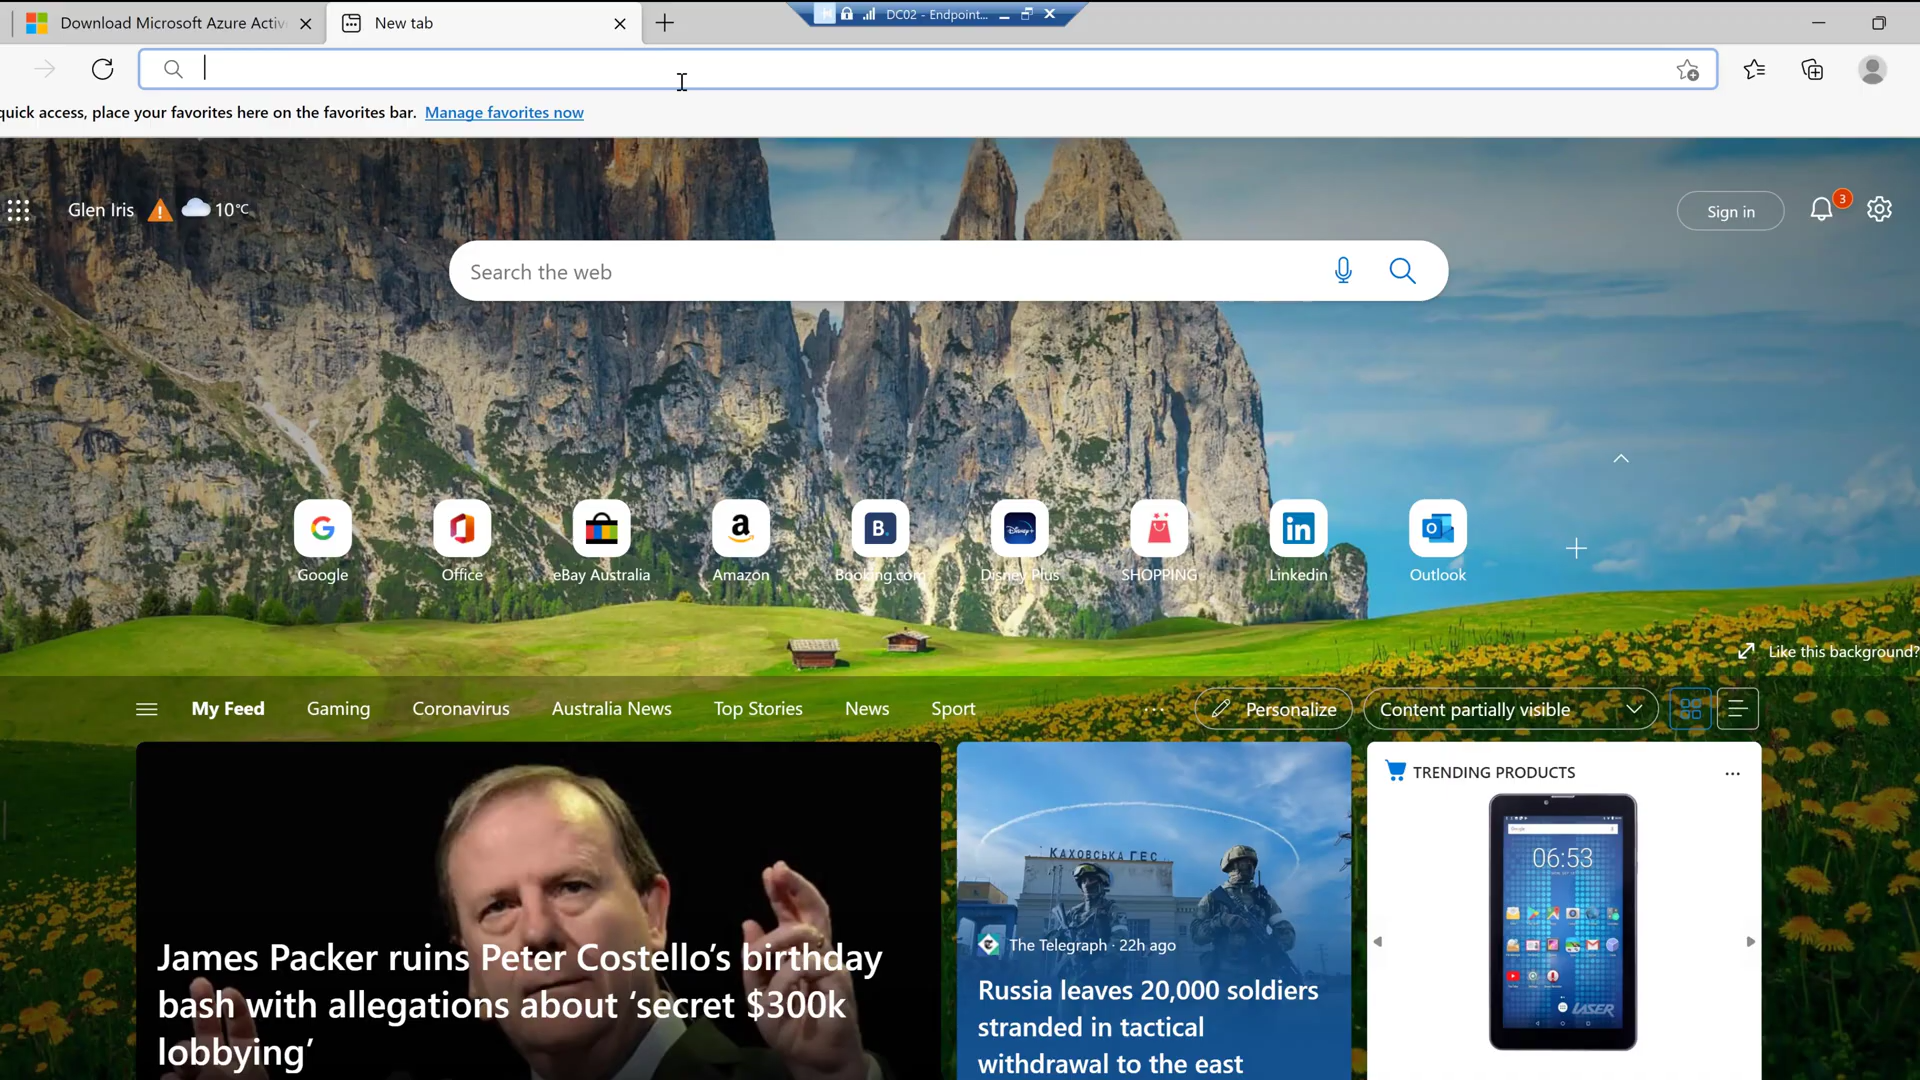 Download Microsoft Azure Activ
New tab
DC02 - Endpoint...
quick access, place your favorites here on the favorites bar. Manage favorites now
Glen Iris
10°C
Sign in
3
Search the web
Google
Office
eBay Australia
Amazon
Booking.com
Disney Plus
SHOPPING
Linkedin
Outlook
Like this background?
My Feed
Gaming
Coronavirus
Australia News
Top Stories
News
Sport
Personalize
Content partially visible
James Packer ruins Peter Costello’s birthday
bash with allegations about ‘secret $300k
lobbying’
КАХОВСЬКА ГЕС
The Telegraph · 22h ago
Russia leaves 20,000 soldiers
stranded in tactical
withdrawal to the east
TRENDING PRODUCTS
06:53
LASER